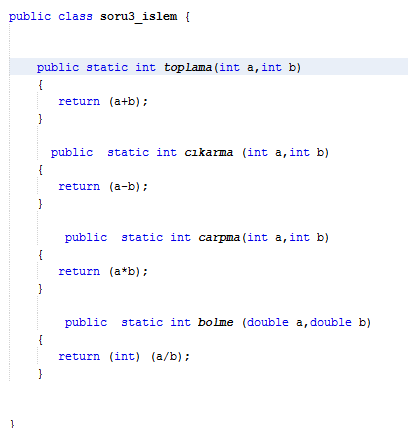 public class soru3_islem {
public static int toplama(int a,int b)
{
return (a+b);
}
public  static int cıkarma (int a,int b)
{
return (a-b);
}
public  static int carpma(int a,int b)
{
return (a*b);
}
public  static int bolme (double a,double b)
{
return (int) (a/b);
}
}